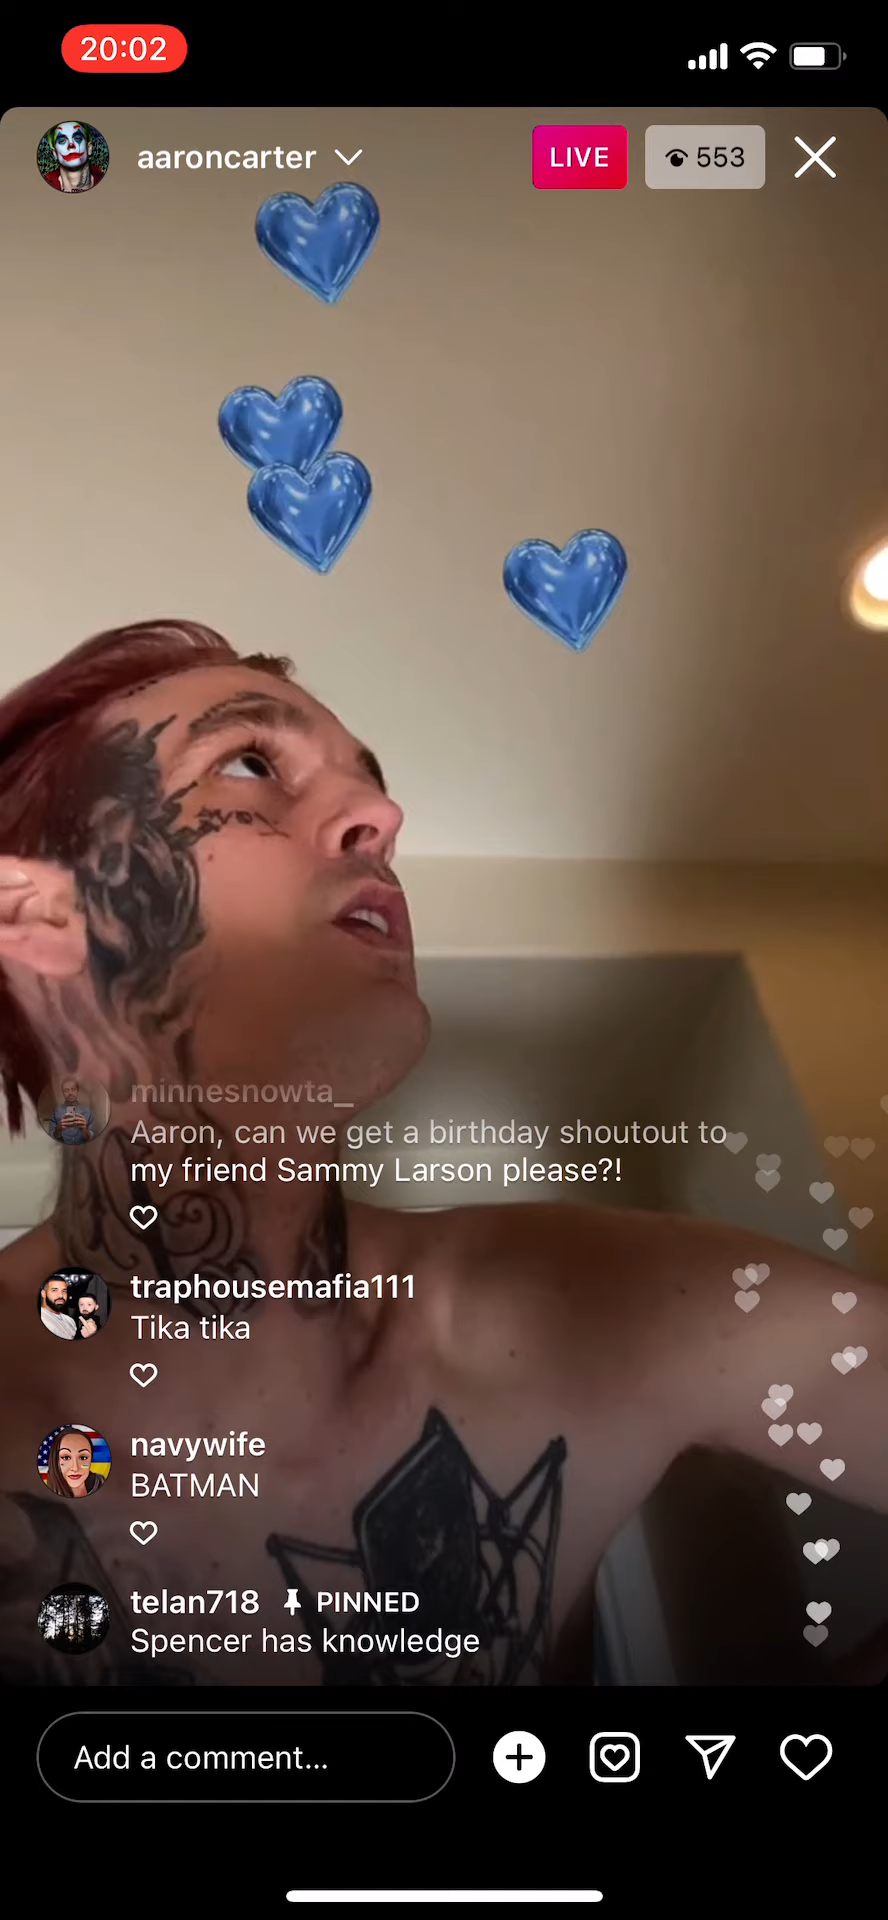 20:02
aaroncarter
LIVE
553
minnesnowta_
Aaron, can we get a birthday shoutout to
my friend Sammy Larson please?!
traphousemafia111
Tika tika
navywife
BATMAN
telan718 PINNED
Spencer has knowledge
Add a comment...